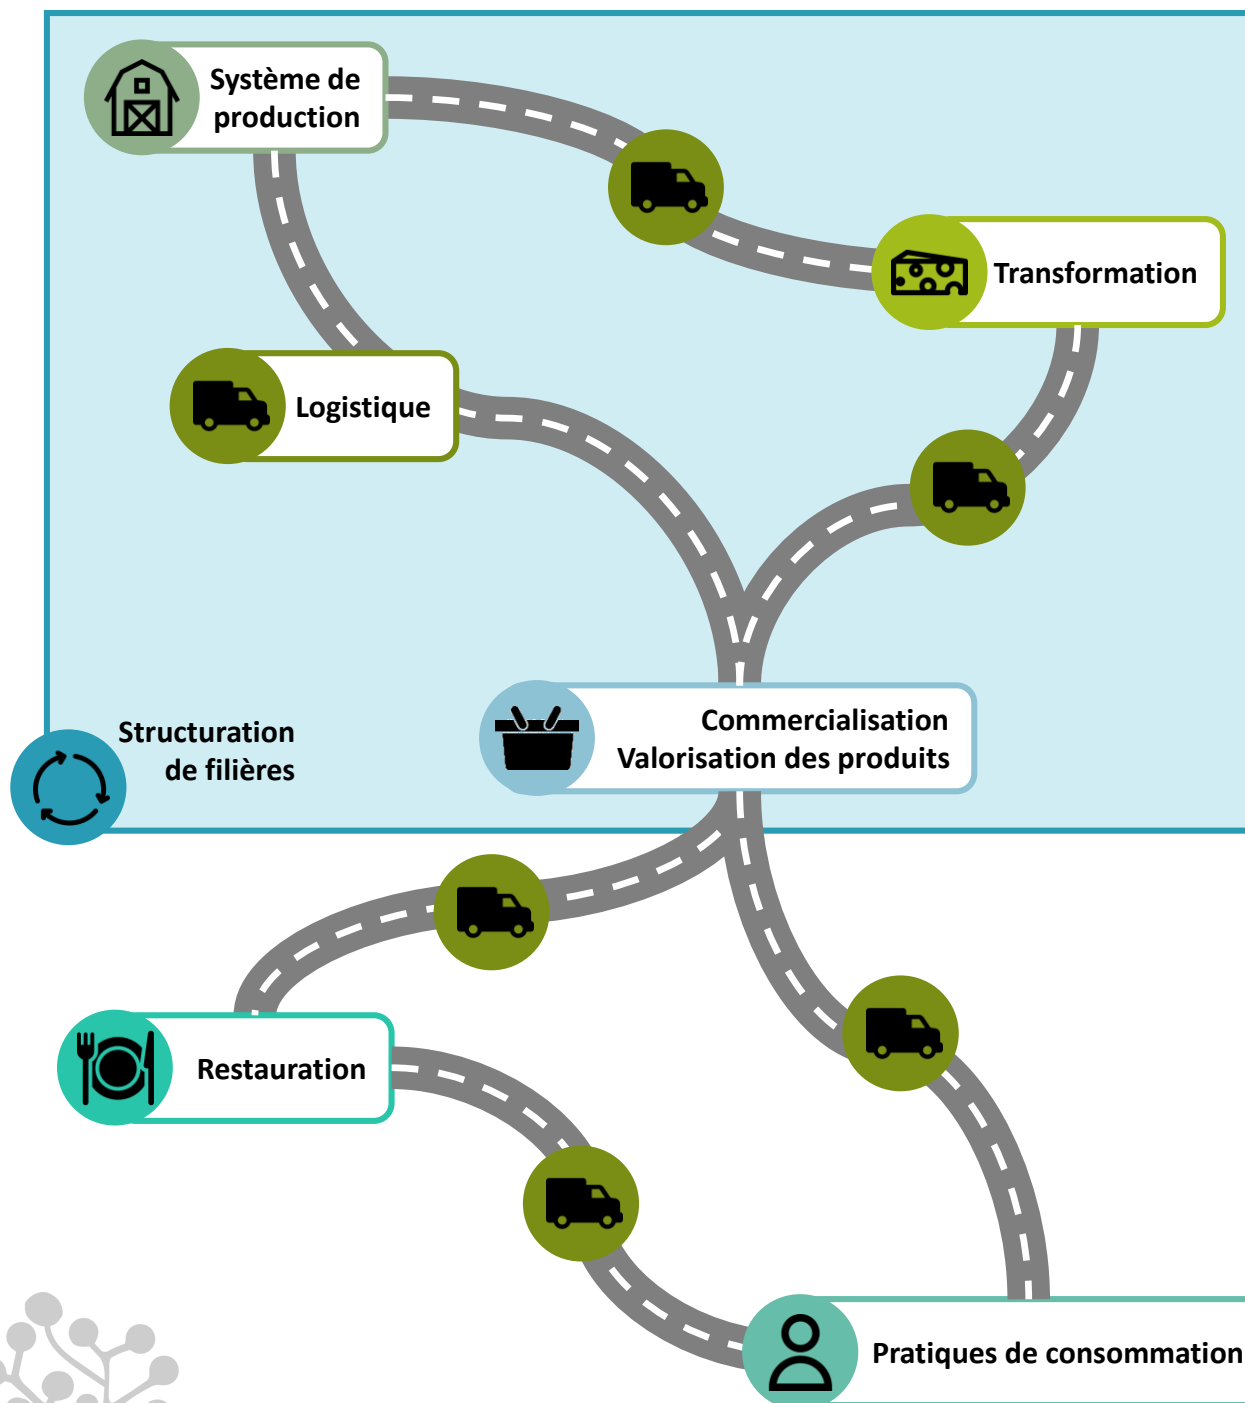 Système de
production
Transformation
Logistique
Commercialisation
Valorisation des produits
Structuration
de filières
Restauration
Pratiques de consommation